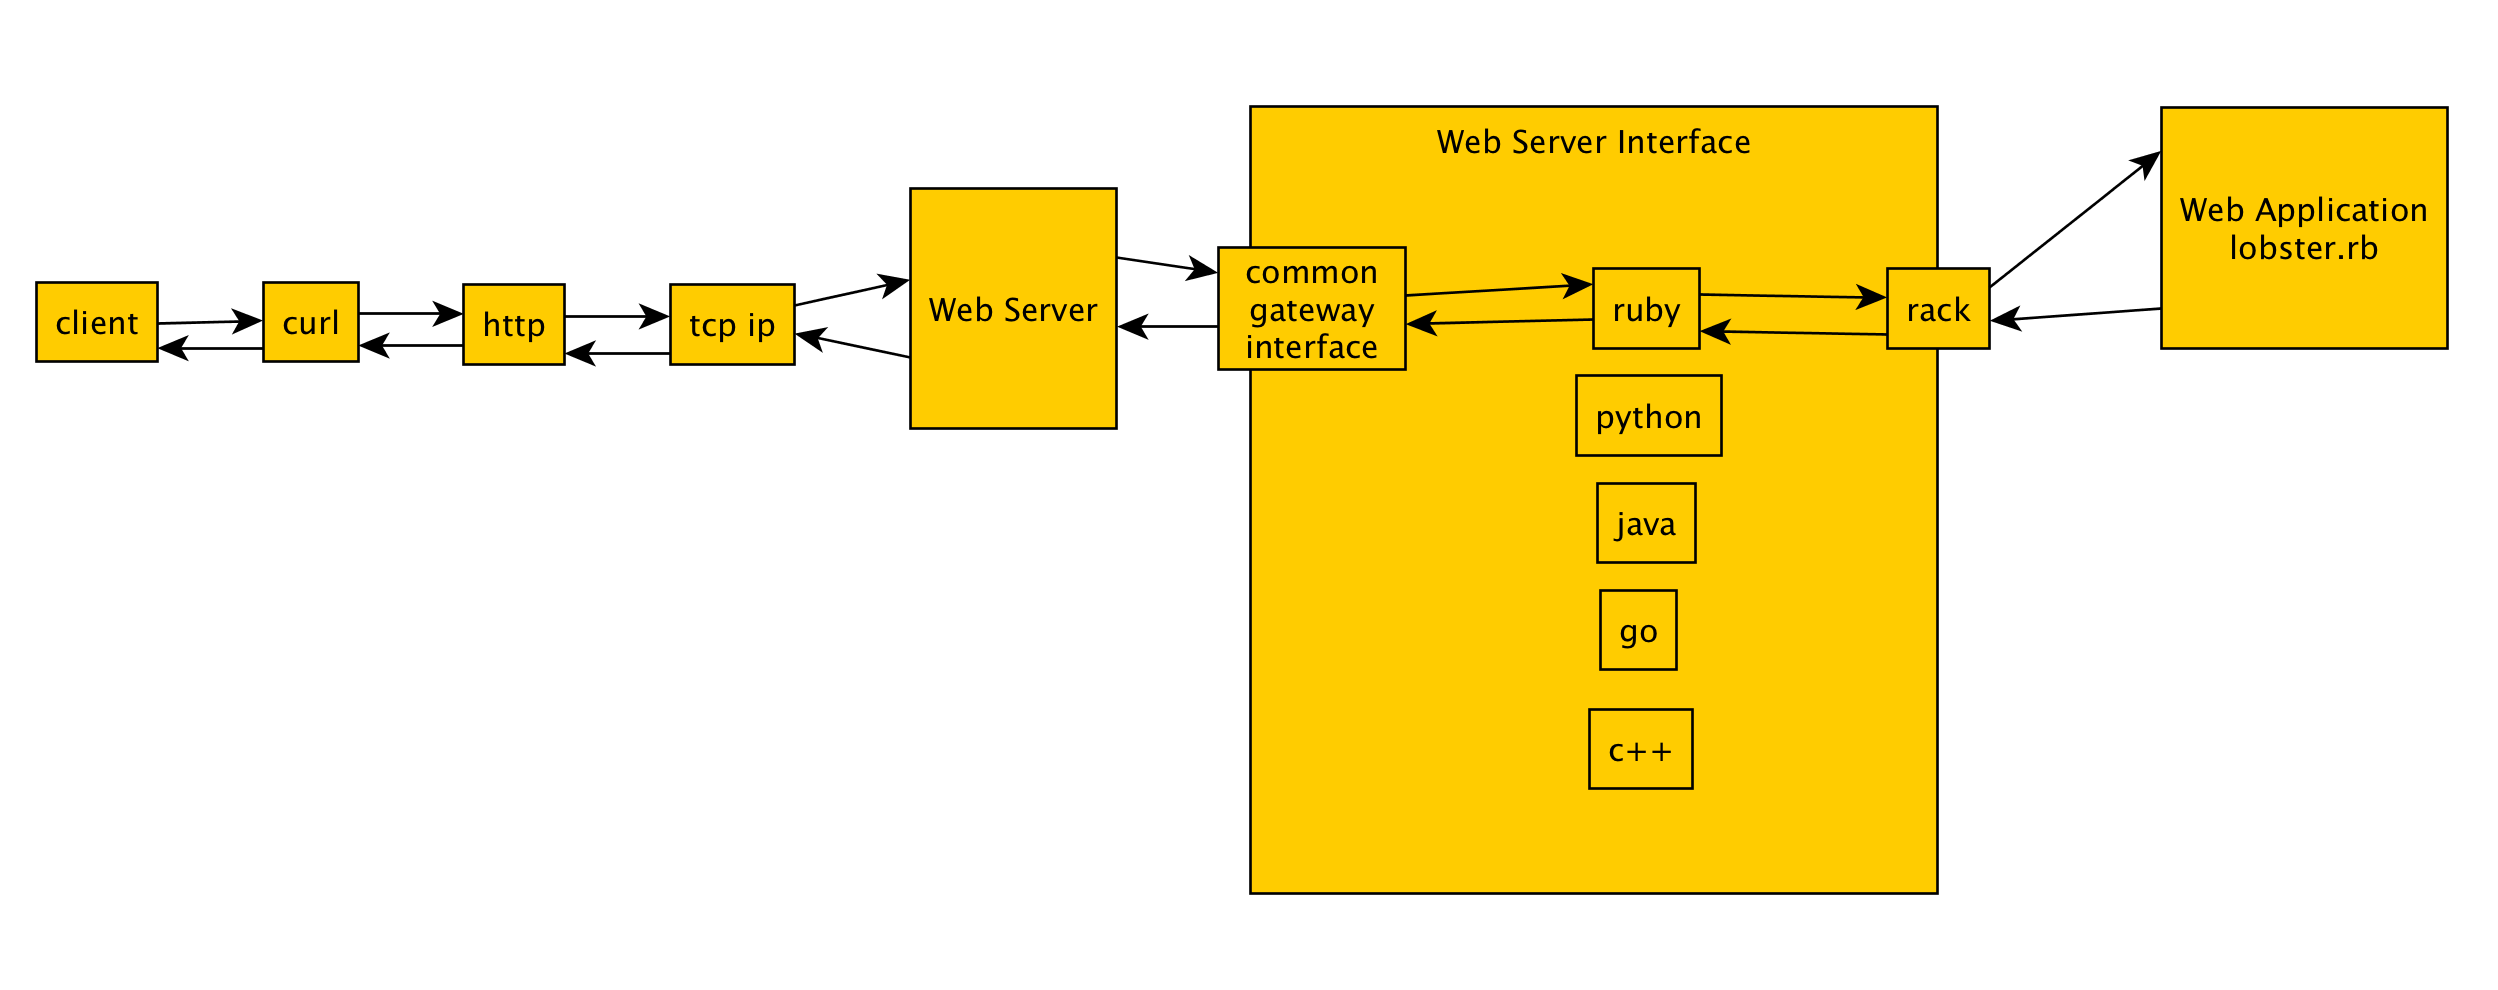 client
curl
http
tcp ip
Web Server
Web Server Interface
common
gateway
interface
ruby
python
java
go
c++
rack
Web Application
lobster.rb